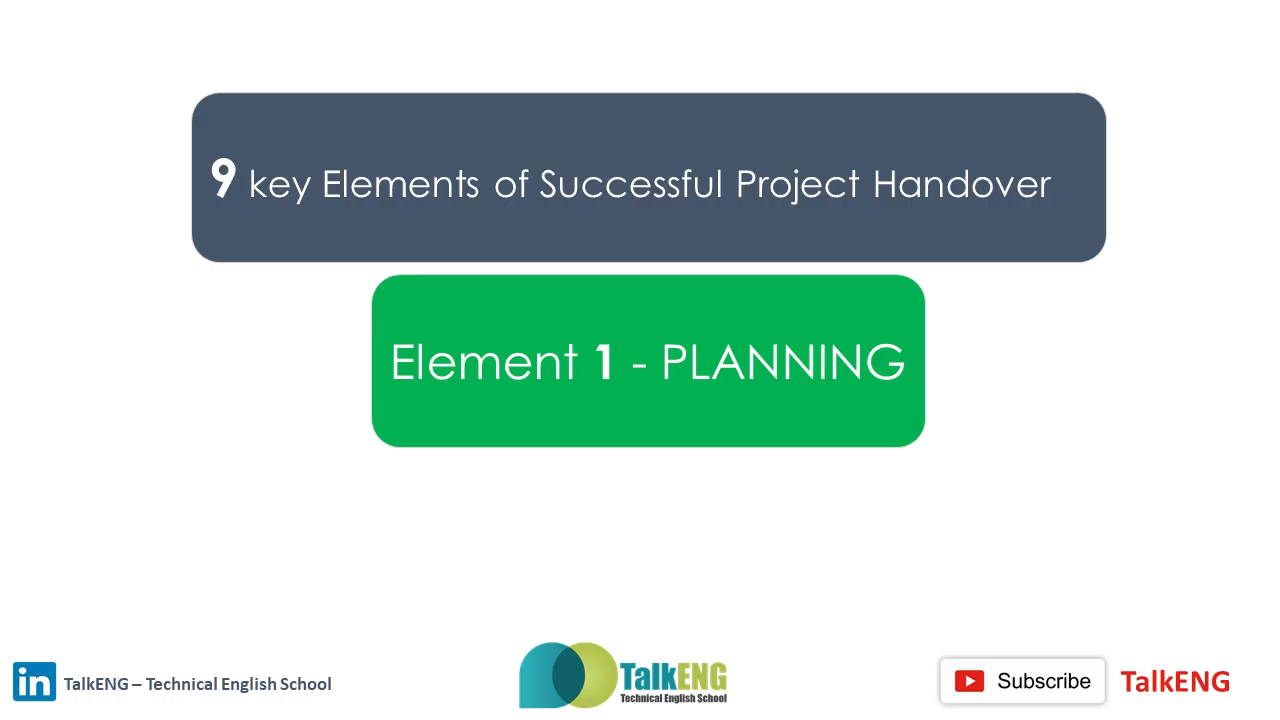 9 key Elements of Successful Project Handover
Element 1 - PLANNING
in TalkENG – Technical English School
TalkENG
Technical English School
Subscribe TalkENG